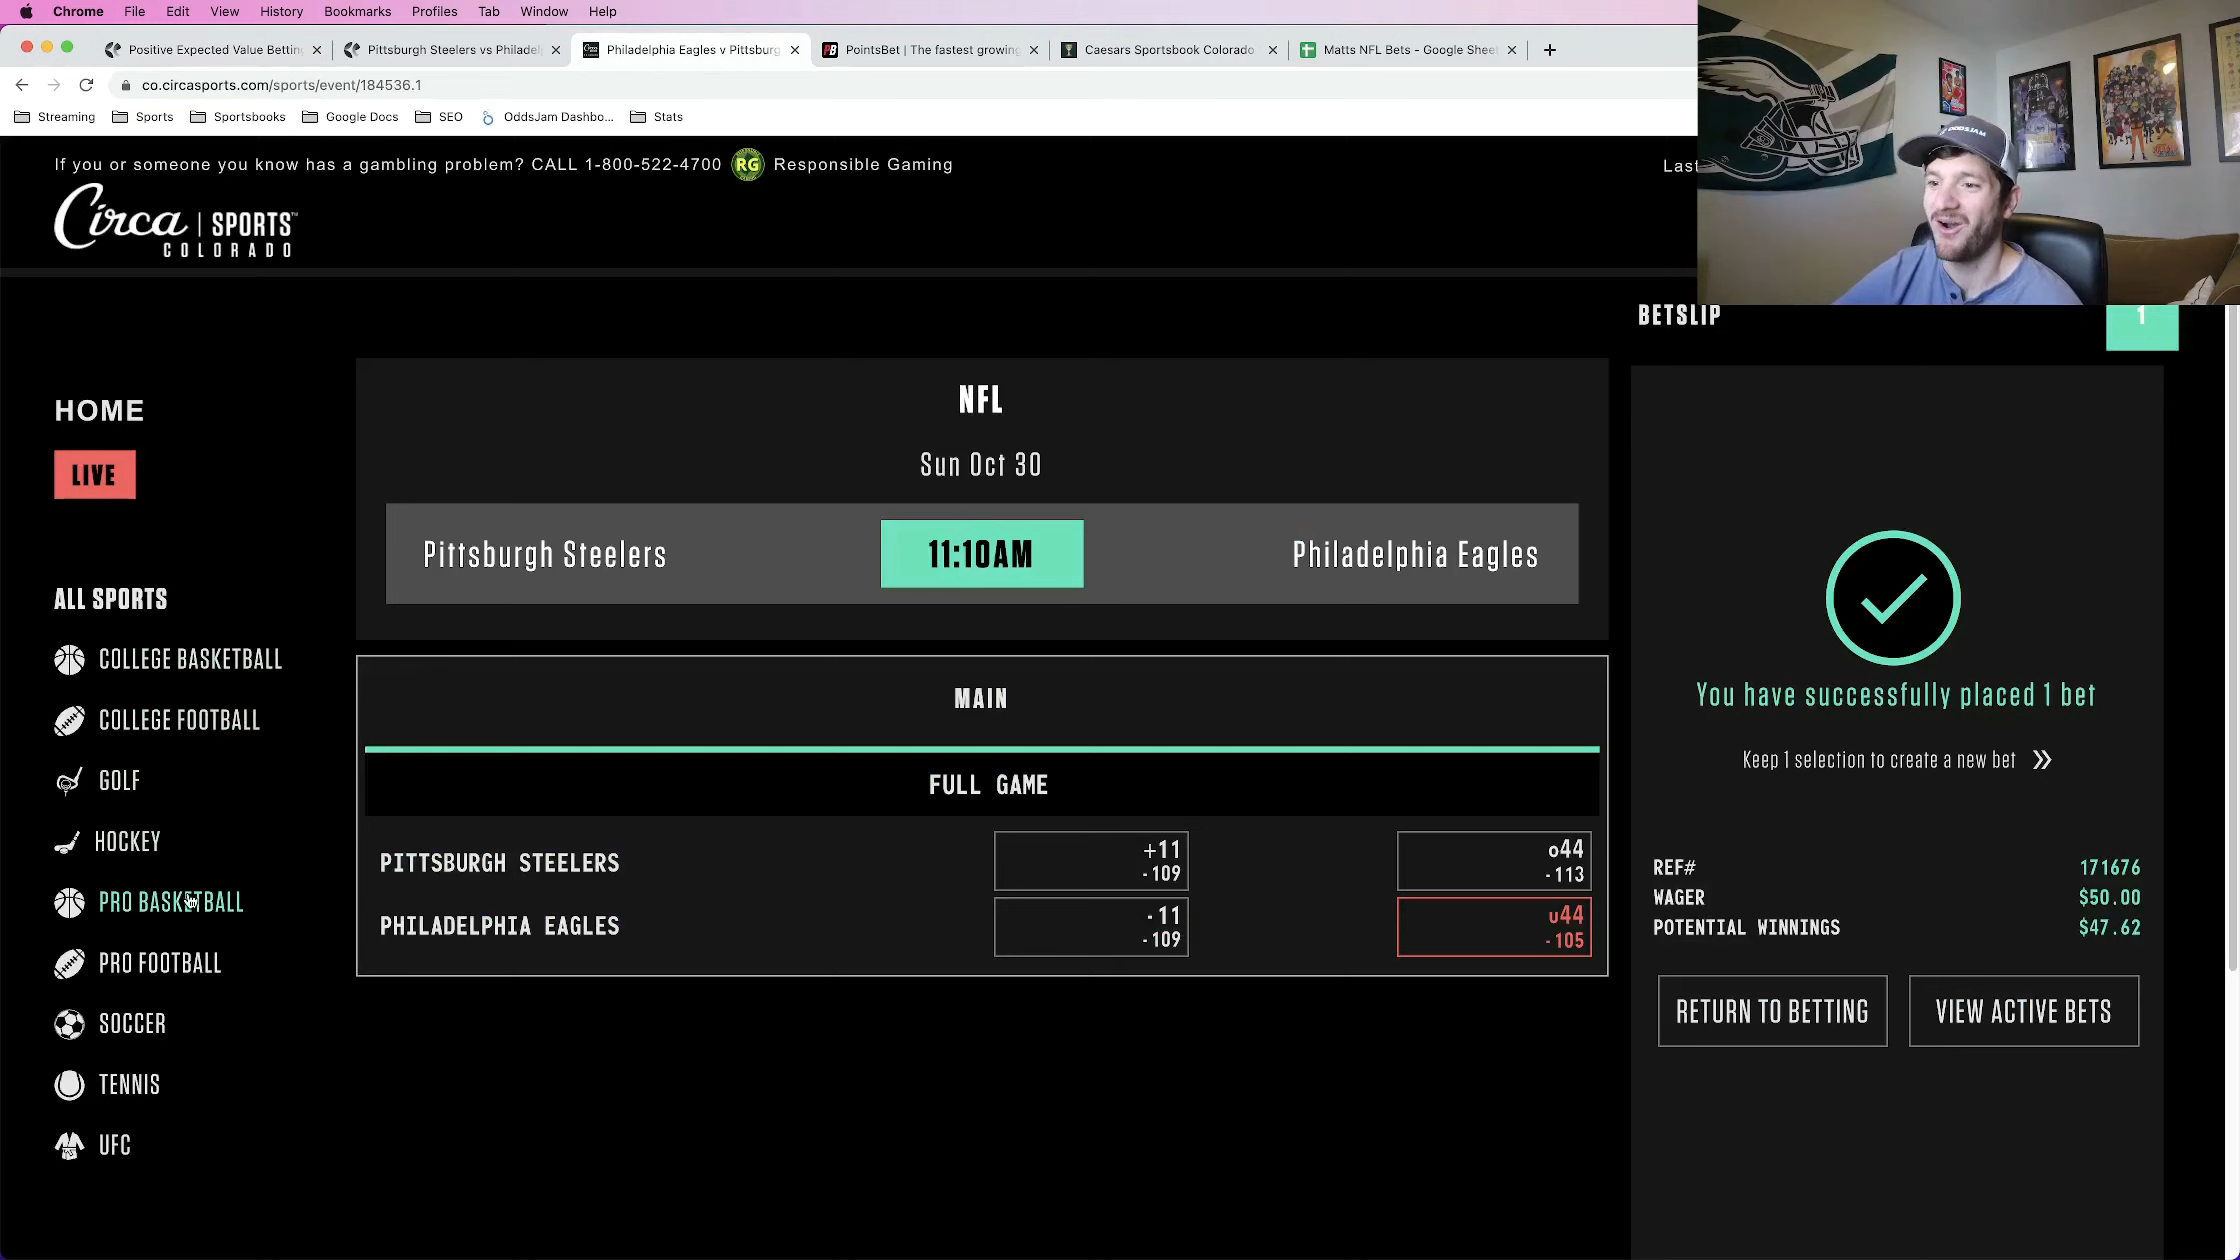 Chrome File Edit View History Bookmarks Profiles Tab Window Help
Positive Expected Value Betting Pittsburgh Steelers vs Philadel Philadelphia Eagles v Pittsburg PointsBet | The fastest growing Caesars Sportsbook Colorado Matts NFL Bets - Google Sheet
co.circasports.com/sports/event/184536.1
Streaming Sports Sportsbooks Google Docs SEO OddsJam Dashbo... Stats
If you or someone you know has a gambling problem? CALL 1-800-522-4700 RG Responsible Gaming
Last
Circa | SPORTS
COLORADO
ODDSJAM
BETSLIP 1
HOME
LIVE
ALL SPORTS
COLLEGE BASKETBALL
COLLEGE FOOTBALL
GOLF
HOCKEY
PRO BASKETBALL
PRO FOOTBALL
SOCCER
TENNIS
UFC
NFL
Sun Oct 30
Pittsburgh Steelers 11:10AM Philadelphia Eagles
MAIN
FULL GAME
PITTSBURGH STEELERS +11 -109 o44 -113
PHILADELPHIA EAGLES -11 -109 u44 -105
You have successfully placed 1 bet
Keep 1 selection to create a new bet
REF# 171676
WAGER $50.00
POTENTIAL WINNINGS $47.62
RETURN TO BETTING VIEW ACTIVE BETS